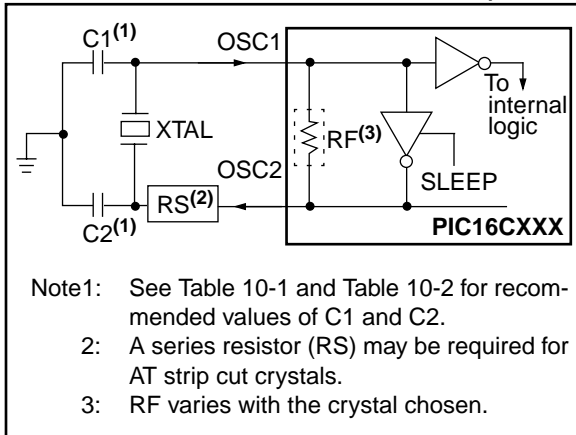 C1(1)
OSC1
To
internal
logic
XTAL
RF(3)
OSC2
SLEEP
RS(2)
C2(1)
PIC16CXXX
Note1: See Table 10-1 and Table 10-2 for recom-
mended values of C1 and C2.
2: A series resistor (RS) may be required for
AT strip cut crystals.
3: RF varies with the crystal chosen.